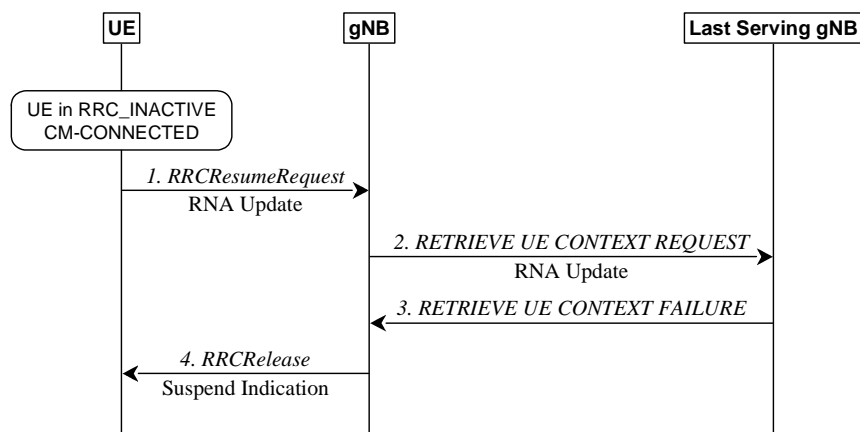 UE
gNB
Last Serving gNB
UE in RRC_INACTIVE
CM-CONNECTED
1. RRCResumeRequest
RNA Update
2. RETRIEVE UE CONTEXT REQUEST
RNA Update
3. RETRIEVE UE CONTEXT FAILURE
4. RRCRelease
Suspend Indication